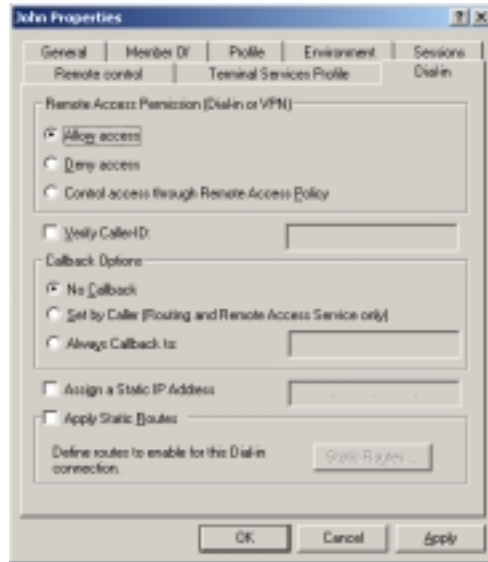 John Properties
General Member Of Profile Environment Sessions
Remote control Terminal Services Profile Dial-in
Remote Access Permission (Dial-in or VPN)
Allow access
Deny access
Control access through Remote Access Policy
Verify Caller-ID:
Callback Options
No Callback
Set by Caller (Routing and Remote Access Service only)
Always Callback to:
Assign a Static IP Address
Apply Static Routes
Define routes to enable for this Dial-in
connection.
Static Routes ...
OK Cancel Apply